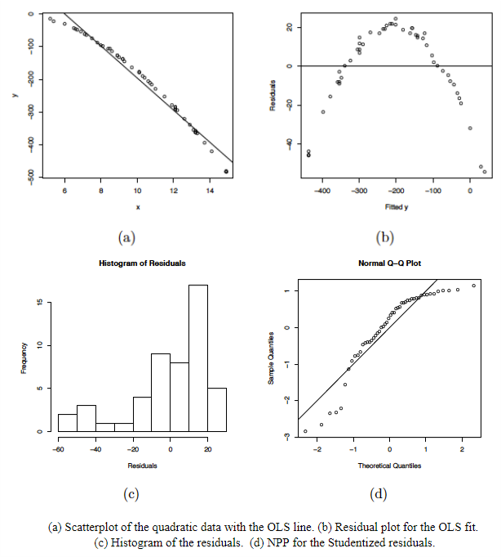 0
-100
-200
-300
-400
-500
y
6
8
10
12
14
x
(a)
20
0
-20
-40
Residuals
-400
-300
-200
-100
0
Fitted y
(b)
Histogram of Residuals
15
10
5
0
Frequency
-60
-40
-20
0
20
Residuals
(c)
Normal Q-Q Plot
1
0
-1
-2
-3
Sample Quantiles
-2
-1
0
1
2
Theoretical Quantiles
(d)
(a) Scatterplot of the quadratic data with the OLS line. (b) Residual plot for the OLS fit.
(c) Histogram of the residuals. (d) NPP for the Studentized residuals.